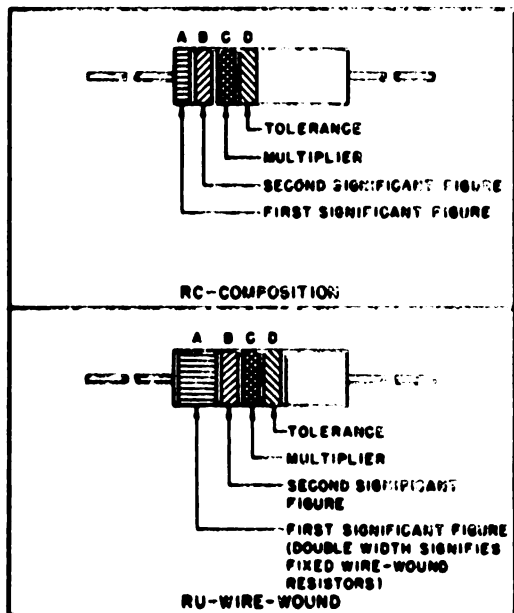 A B C D
TOLERANCE
MULTIPLIER
SECOND SIGNIFICANT FIGURE
FIRST SIGNIFICANT FIGURE
RC-COMPOSITION
A B C D
TOLERANCE
MULTIPLIER
SECOND SIGNIFICANT
FIGURE
FIRST SIGNIFICANT FIGURE
(DOUBLE WIDTH SIGNIFIES
FIXED WIRE-WOUND
RESISTORS)
RU-WIRE-WOUND